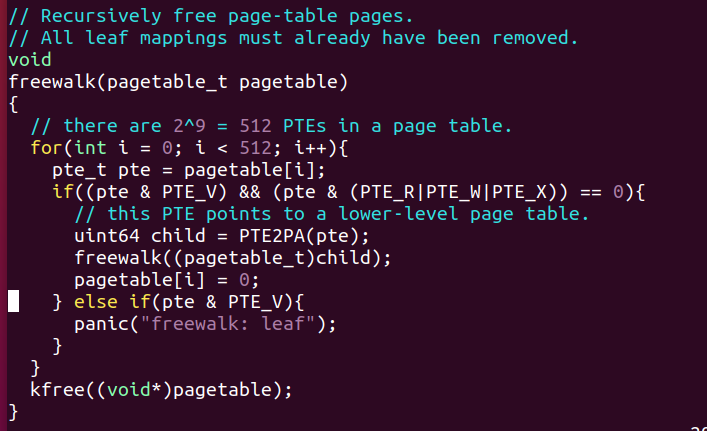 // Recursively free page-table pages.
// All leaf mappings must already have been removed.
void
freewalk(pagetable_t pagetable)
{
  // there are 2^9 = 512 PTEs in a page table.
  for(int i = 0; i < 512; i++){
    pte_t pte = pagetable[i];
    if((pte & PTE_V) && (pte & (PTE_R|PTE_W|PTE_X)) == 0){
      // this PTE points to a lower-level page table.
      uint64 child = PTE2PA(pte);
      freewalk((pagetable_t)child);
      pagetable[i] = 0;
    } else if(pte & PTE_V){
      panic("freewalk: leaf");
    }
  }
  kfree((void*)pagetable);
}